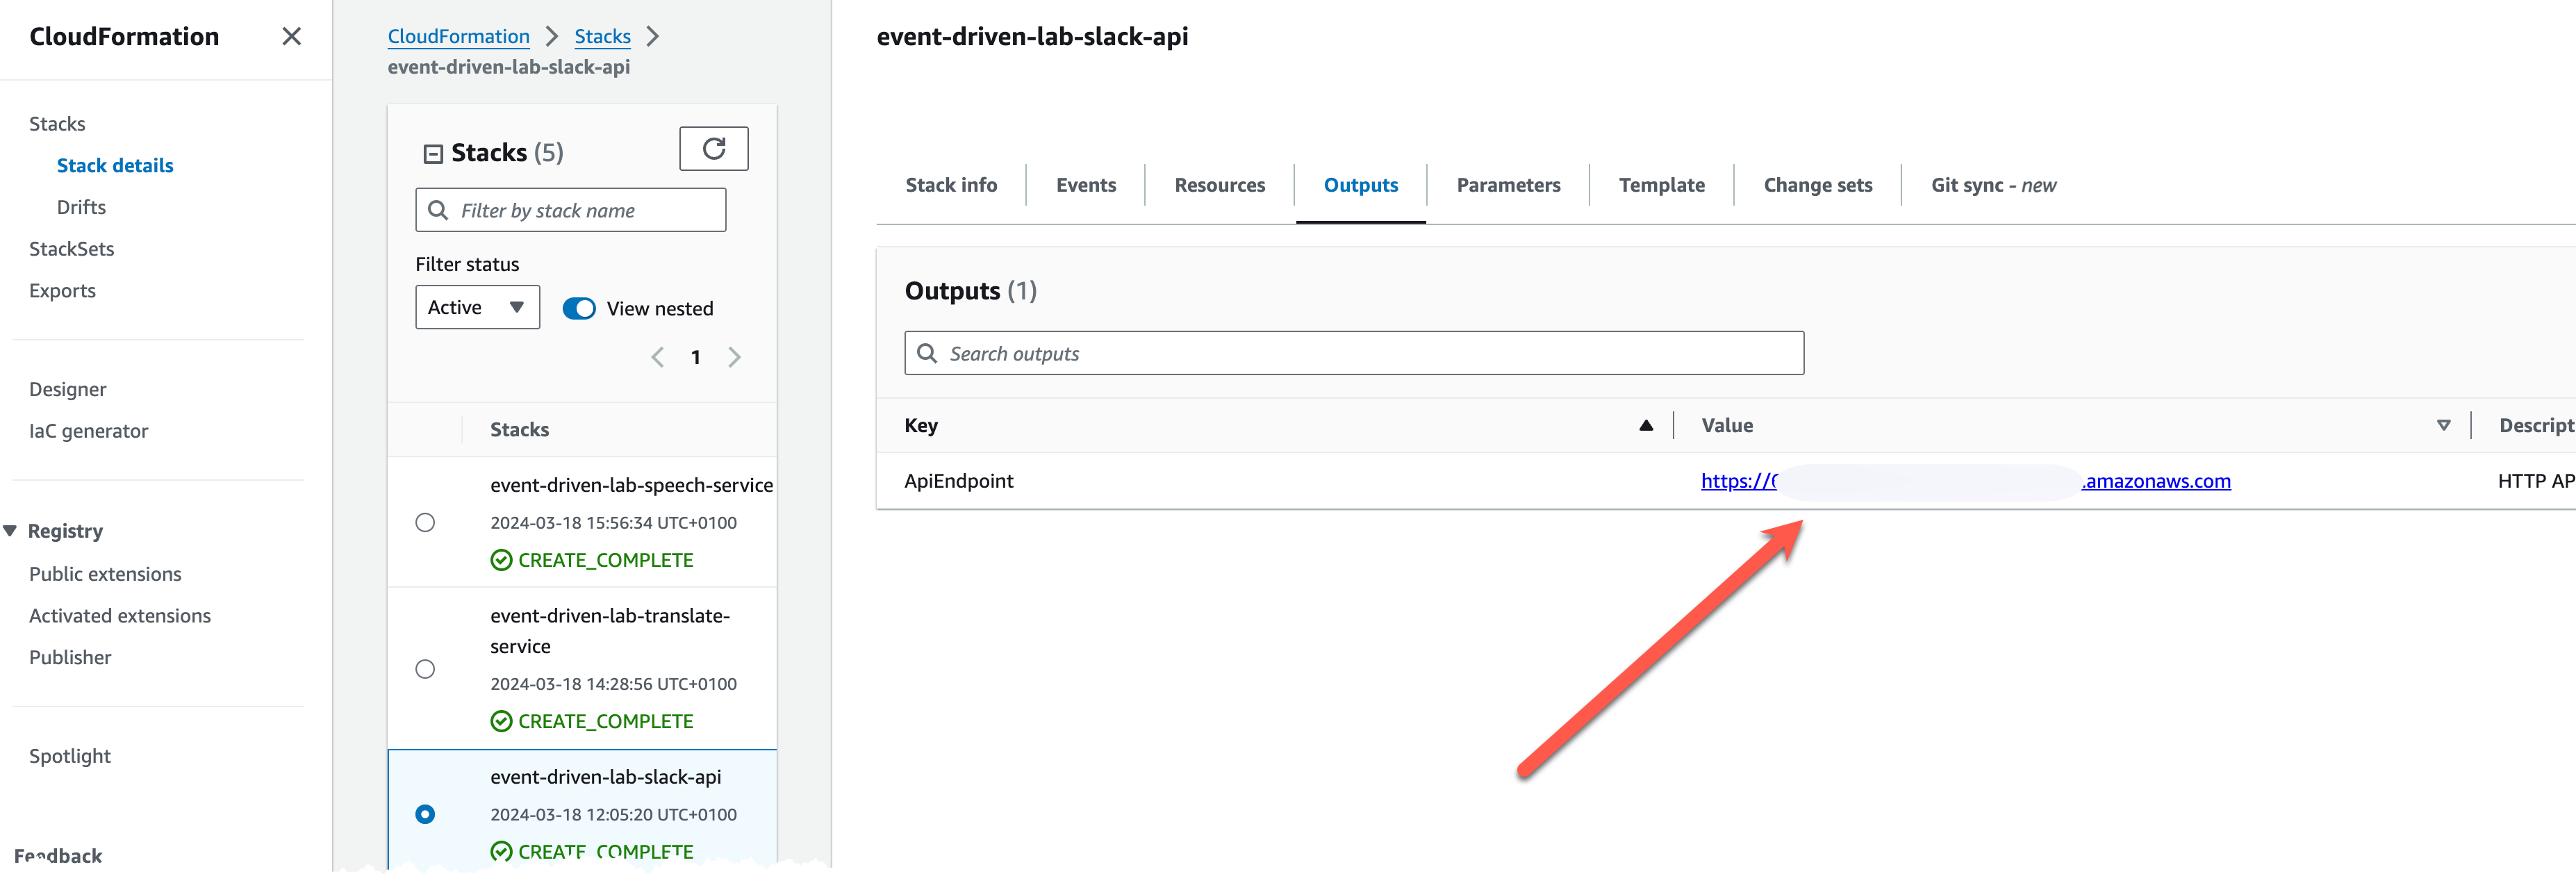 CloudFormation
Stacks
Stack details
Drifts
StackSets
Exports
Designer
IaC generator
Registry
Public extensions
Activated extensions
Publisher
Spotlight
Feedback
CloudFormation
Stacks
event-driven-lab-slack-api
Stacks (5)
Filter by stack name
Filter status
Active
View nested
1
Stacks
event-driven-lab-speech-service
2024-03-18 15:56:34 UTC+0100
CREATE_COMPLETE
event-driven-lab-translate-
service
2024-03-18 14:28:56 UTC+0100
CREATE_COMPLETE
event-driven-lab-slack-api
2024-03-18 12:05:20 UTC+0100
CREATE_COMPLETE
event-driven-lab-slack-api
Stack info Events Resources Outputs Parameters Template Change sets Git sync - new
Outputs (1)
Search outputs
Key Value Descript
ApiEndpoint https:// .amazonaws.com HTTP AP